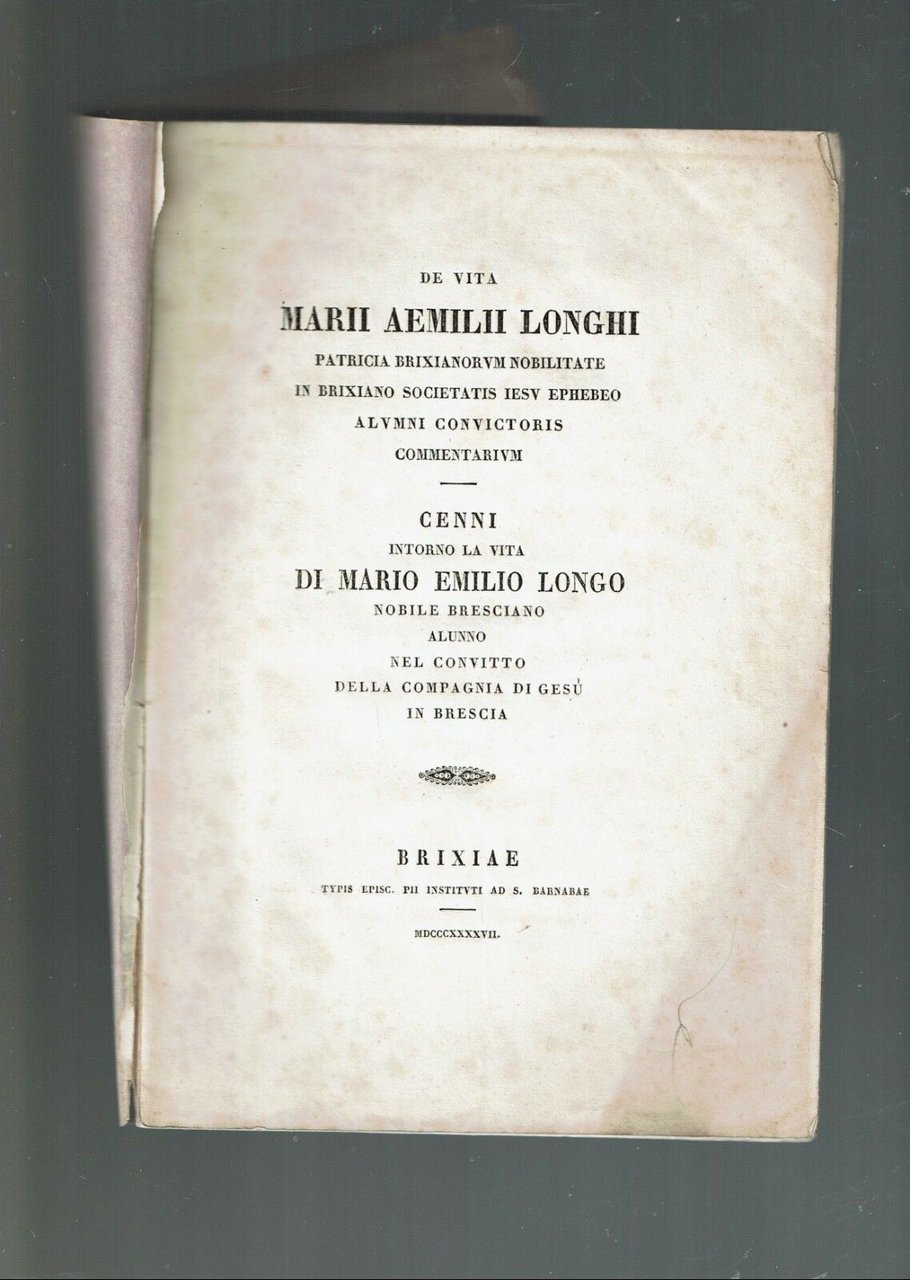 DE VITA
MARII AEMILII LONGHI
PATRICIA BRIXIANORVM NOBILITATE
IN BRIXIANO SOCIETATIS IESV EPHEBEO
ALVMNI CONVICTORIS
COMMENTARIVM
CENNI
INTORNO LA VITA
DI MARIO EMILIO LONGO
NOBILE BRESCIANO
ALUNNO
NEL CONVITTO
DELLA COMPAGNIA DI GESÙ
IN BRESCIA
BRIXIAE
TYPIS EPISC. PII INSTITVTI AD S. BARNABAE
MDCCCXXXXVII.